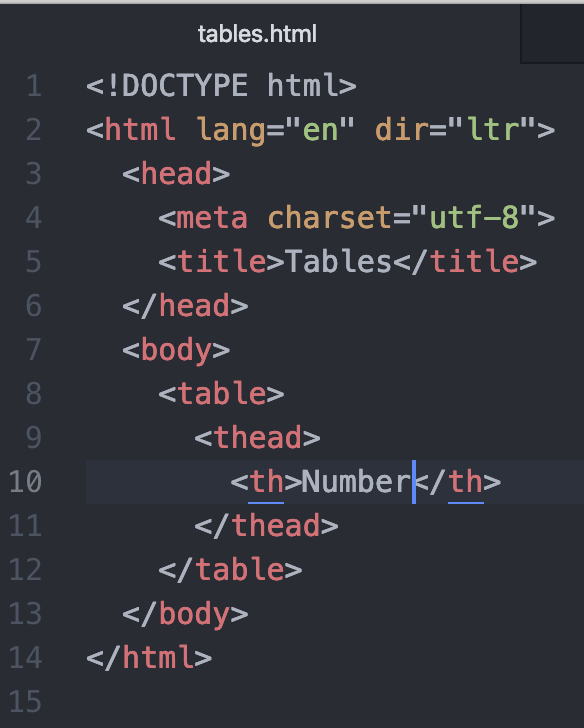 tables.html
1 <!DOCTYPE html>
2 <html lang="en" dir="ltr">
3   <head>
4     <meta charset="utf-8">
5     <title>Tables</title>
6   </head>
7   <body>
8     <table>
9       <thead>
10         <th>Number</th>
11       </thead>
12     </table>
13   </body>
14 </html>
15